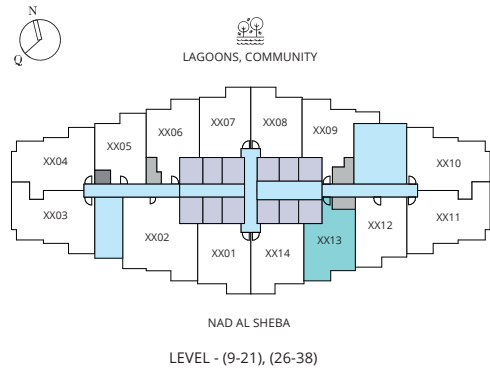 N
Q
LAGOONS, COMMUNITY
XX07
XX08
XX06
XX09
XX05
XX04
XX10
XX03
XX11
XX12
XX02
XX13
XX01
XX14
NAD AL SHEBA
LEVEL - (9-21), (26-38)